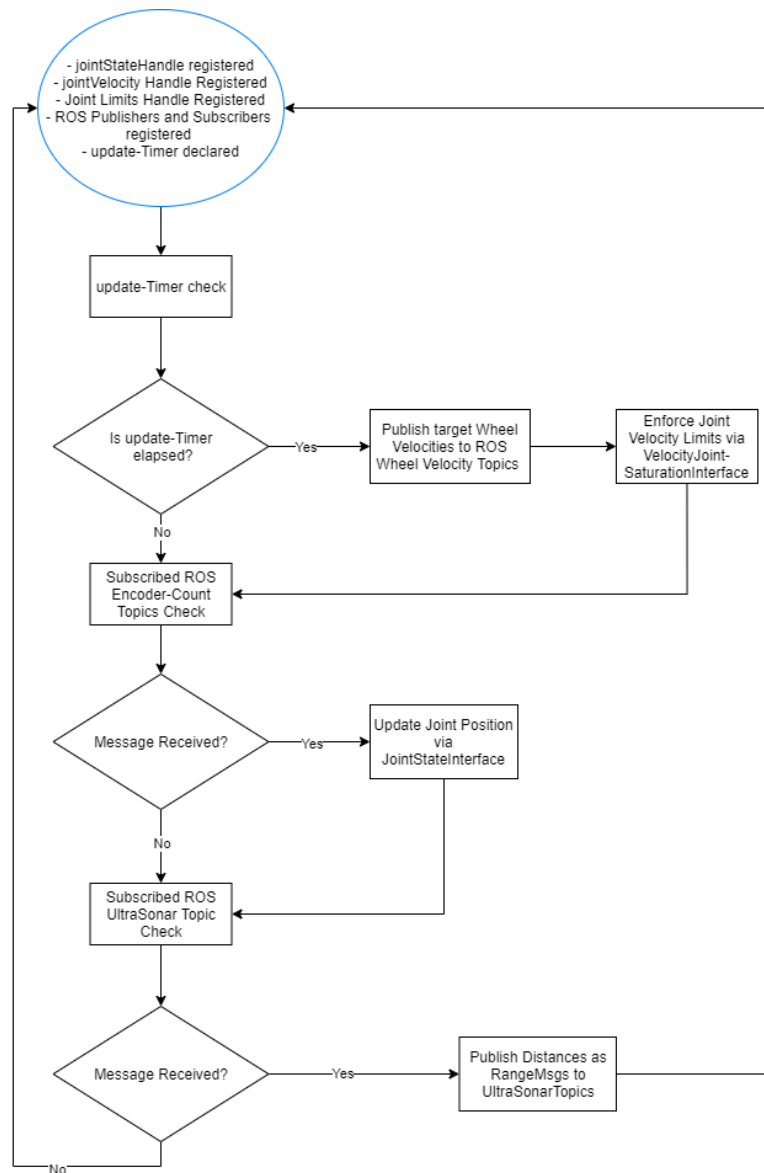 - jointStateHandle registered
- jointVelocity Handle Registered
- Joint Limits Handle Registered
- ROS Publishers and Subscribers
registered
- update-Timer declared
update-Timer check
Is update-Timer
elapsed?
Yes
Publish target Wheel
Velocities to ROS
Wheel Velocity Topics
Enforce Joint
Velocity Limits via
VelocityJoint-
SaturationInterface
No
Subscribed ROS
Encoder-Count
Topics Check
Message Received?
Yes
Update Joint Position
via
JointStateInterface
No
Subscribed ROS
UltraSonar Topic
Check
Message Received?
Yes
Publish Distances as
RangeMsgs to
UltraSonarTopics
No